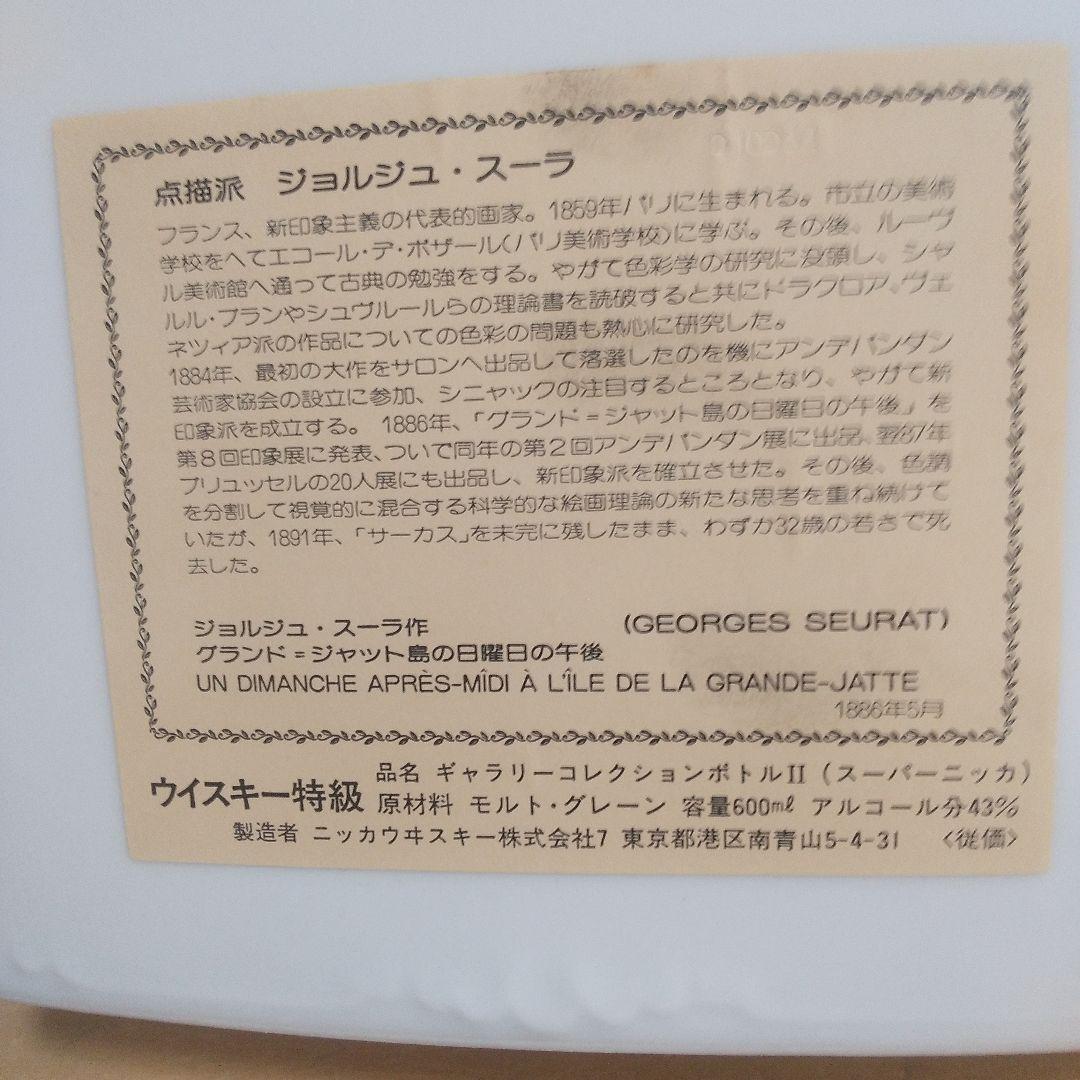 点描派 ジョルジュ・スーラ
フランス、新印象主義の代表的画家。1859年パリに生まれる。市立の美術
学校をへてエコール・デ・ボザール(パリ美術学校)に学ぶ。その後、ルーヴ
ル美術館へ通って古典の勉強をする。やがて色彩学の研究に没頭し、シャ
ルル・ブランやシュヴルールらの理論書を読破すると共にドラクロア、ヴェ
ネツィア派の作品についての色彩の問題も熱心に研究した。
1884年、最初の大作をサロンへ出品して落選したのを機にアンデパンダン
芸術家協会の設立に参加、シニャックの注目するところとなり、やがて新
印象派を成立する。 1886年、「グランド=ジャット島の日曜日の午後」を
第8回印象展に発表、ついで同年の第2回アンデパンダン展に出品、翌87年
ブリュッセルの20人展にも出品し、新印象派を確立させた。その後、色調
を分割して視覚的に混合する科学的な絵画理論の新たな思考を重ね続けて
いたが、1891年、「サーカス」を未完に残したまま、わずか32歳の若さで死
去した。
ジョルジュ・スーラ作 (GEORGES SEURAT)
グランド=ジャット島の日曜日の午後
UN DIMANCHE APRÈS-MÎDI À L'ÎLE DE LA GRANDE-JATTE
1886年5月
ウイスキー特級 品名 ギャラリーコレクションボトルII (スーパーニッカ)
原材料 モルト・グレーン 容量600ml アルコール分43%
製造者 ニッカウヰスキー株式会社7 東京都港区南青山5-4-31 <従価>